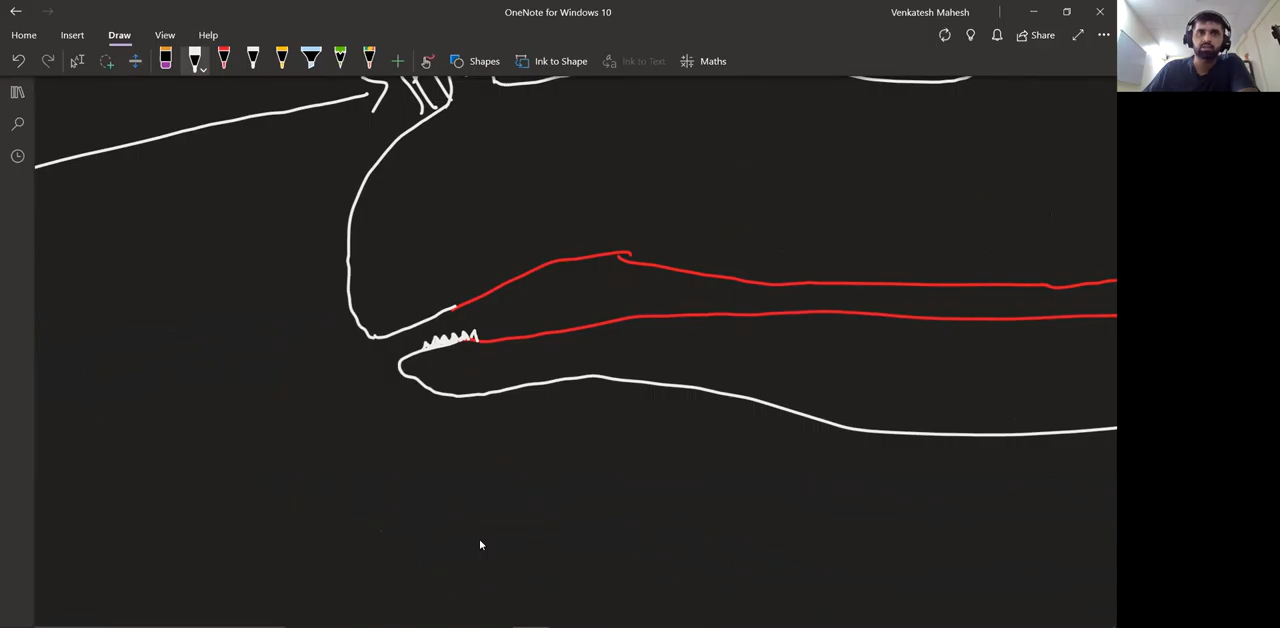 OneNote for Windows 10
Venkatesh Mahesh
Home Insert Draw View Help
Share
Shapes
Ink to Shape
Ink to Text
Maths